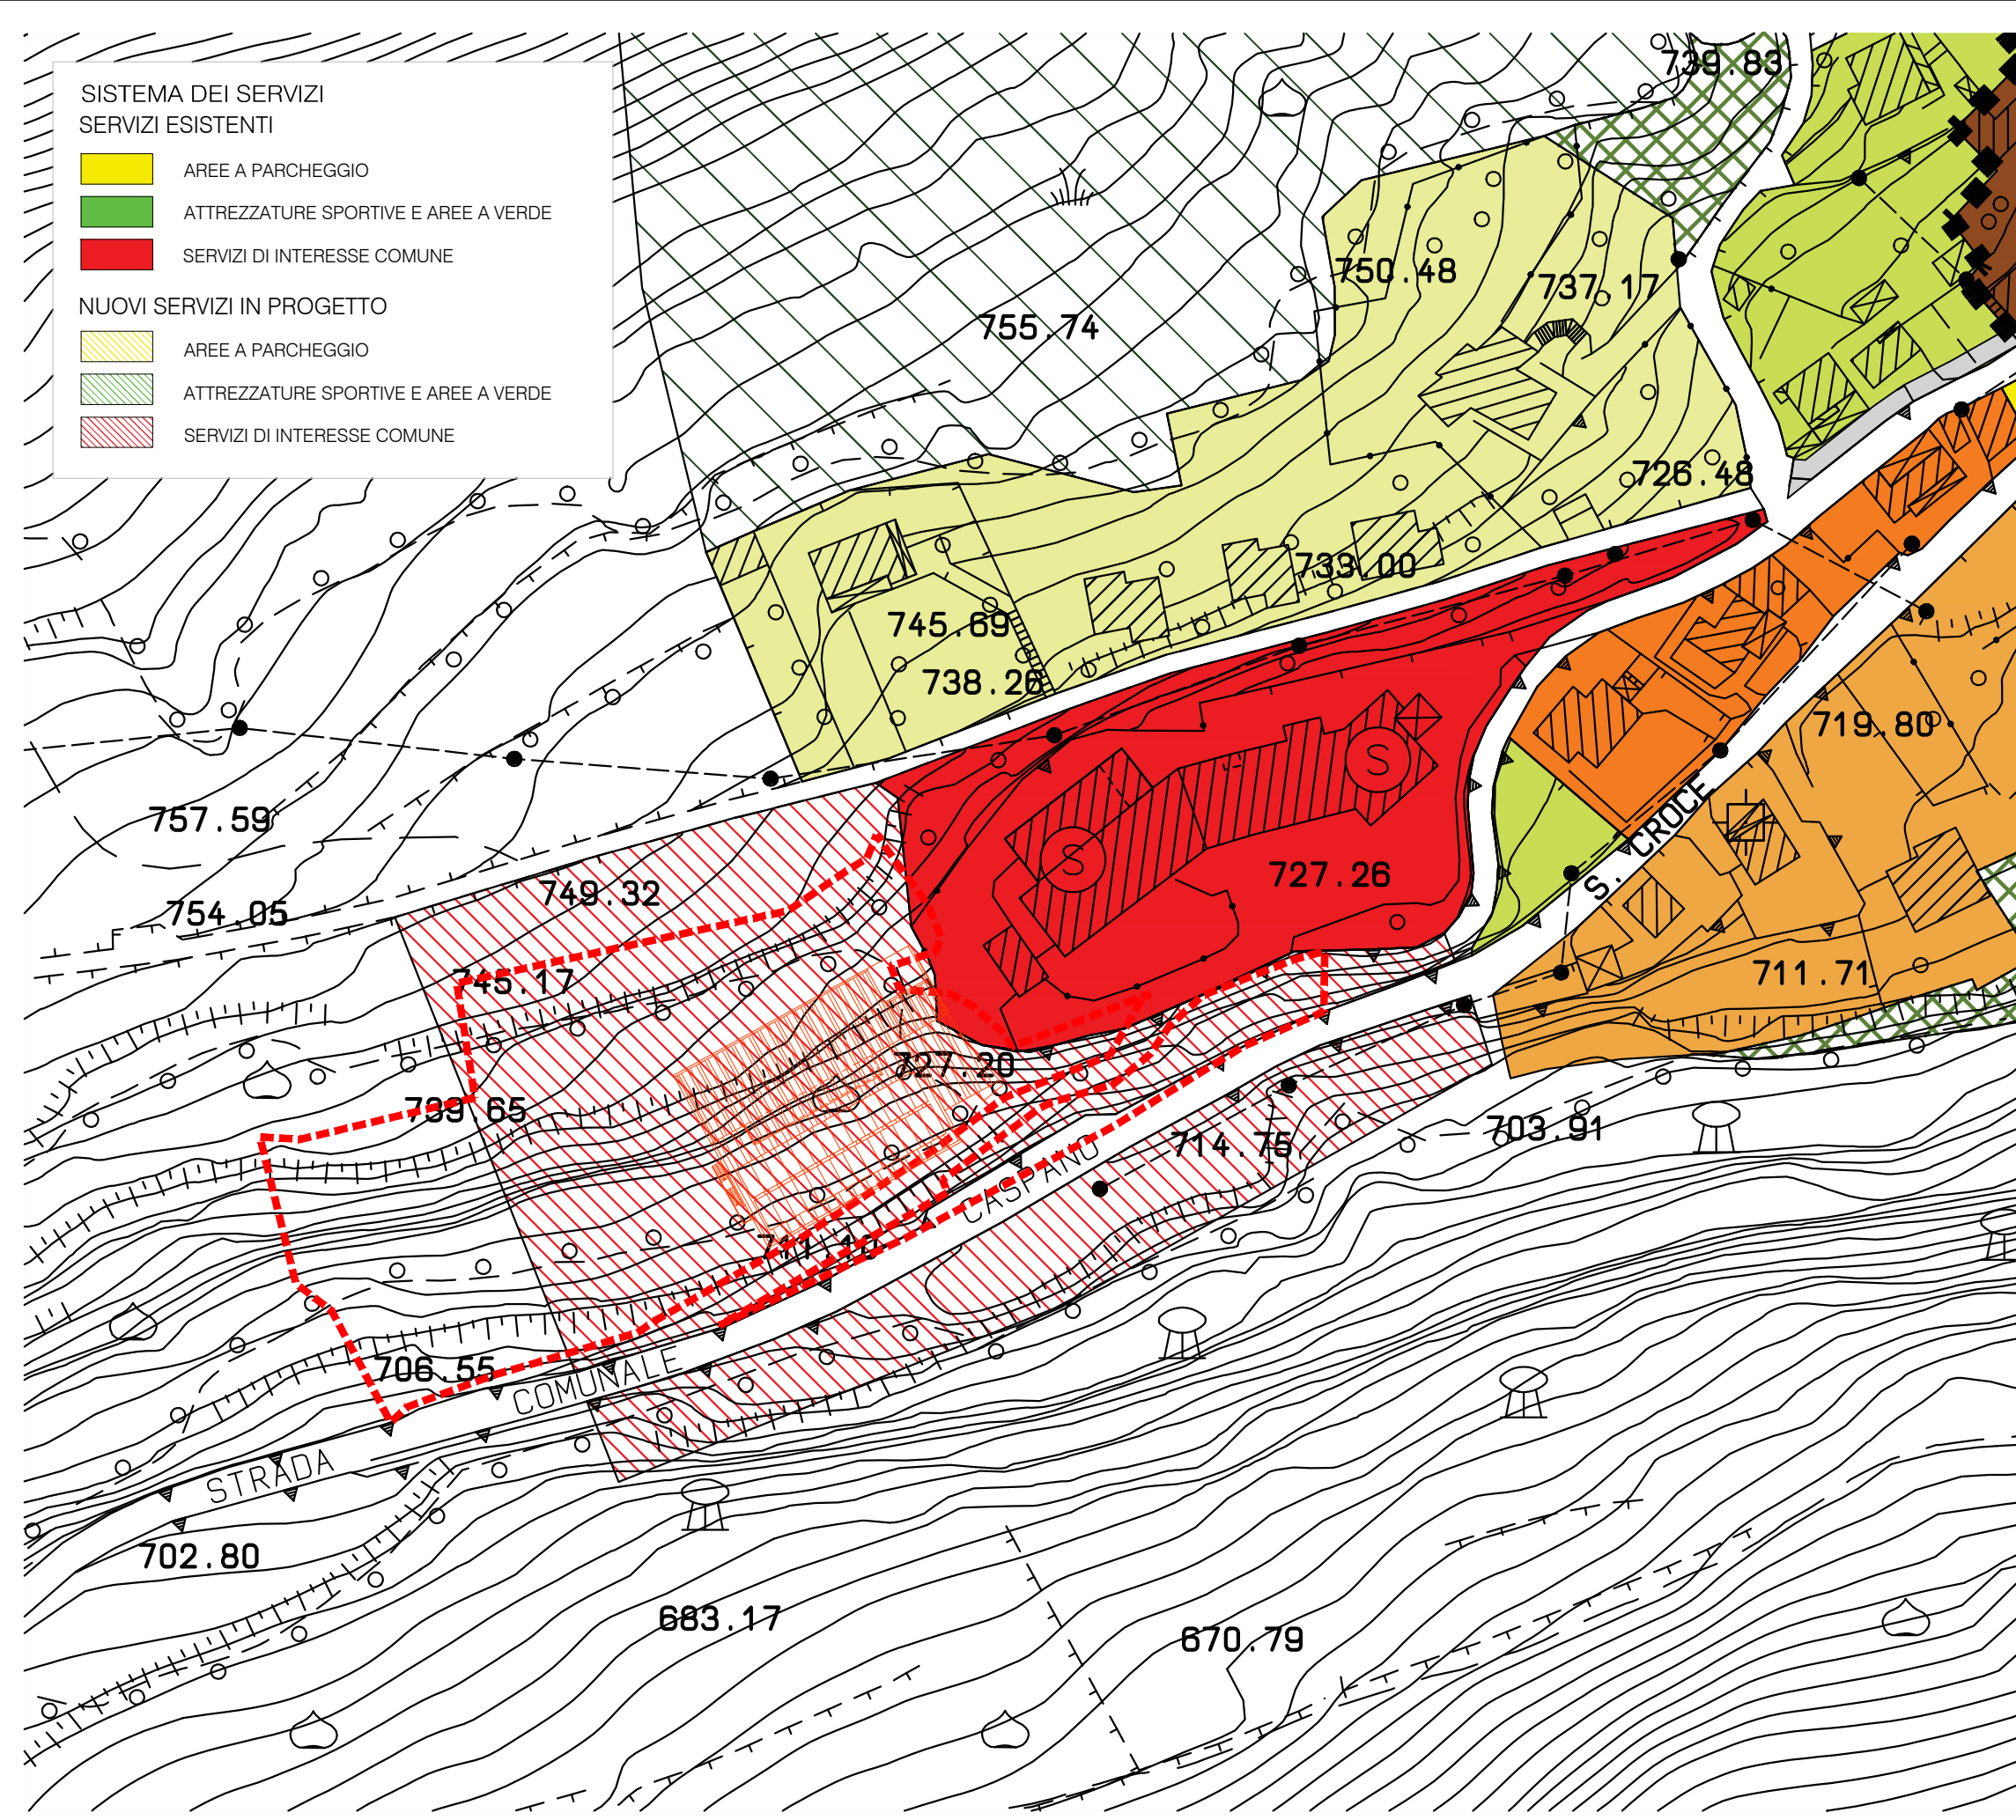 SISTEMA DEI SERVIZI
SERVIZI ESISTENTI
AREE A PARCHEGGIO
ATTREZZATURE SPORTIVE E AREE A VERDE
SERVIZI DI INTERESSE COMUNE
NUOVI SERVIZI IN PROGETTO
AREE A PARCHEGGIO
ATTREZZATURE SPORTIVE E AREE A VERDE
SERVIZI DI INTERESSE COMUNE
739.83
750.48
737.17
755.74
726.48
733.00
745.69
738.26
719.80
757.59
S
S
S. CROCE
727.26
749.32
754.05
745.17
711.71
727.20
739.65
703.91
714.75
STRADA COMUNALE CASPANO
711.10
706.55
702.80
683.17
670.79